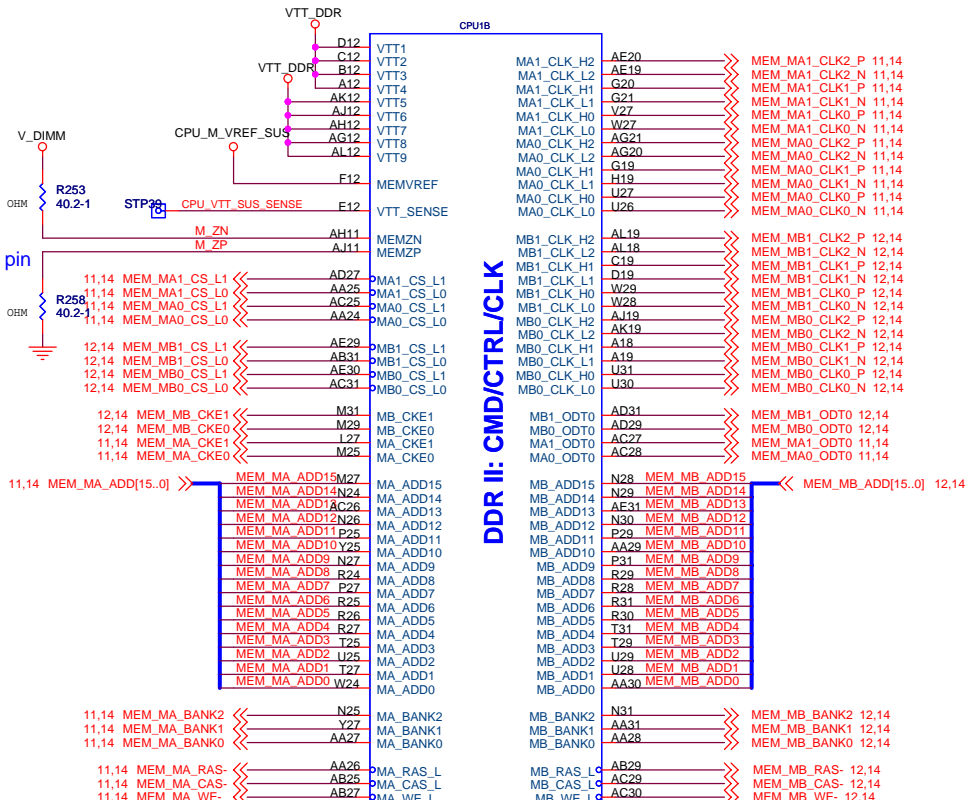 VTT_DDR
CPU1B
D12 VTT1
C12 VTT2 MA1_CLK_H2 AE20 MEM_MA1_CLK2_P 11,14
B12 VTT3 MA1_CLK_L2 AE19 MEM_MA1_CLK2_N 11,14
VTT_DDR
A12 VTT4 MA1_CLK_H1 G20 MEM_MA1_CLK1_P 11,14
AK12 VTT5 MA1_CLK_L1 G21 MEM_MA1_CLK1_N 11,14
AJ12 VTT6 MA1_CLK_H0 V27 MEM_MA1_CLK0_P 11,14
AH12 VTT7 MA1_CLK_L0 W27 MEM_MA1_CLK0_N 11,14
V_DIMM CPU_M_VREF_SUS AG12 VTT8 MA0_CLK_H2 AG21 MEM_MA0_CLK2_P 11,14
AL12 VTT9 MA0_CLK_L2 AG20 MEM_MA0_CLK2_N 11,14
MA0_CLK_H1 G19 MEM_MA0_CLK1_P 11,14
F12 MEMVREF MA0_CLK_L1 H19 MEM_MA0_CLK1_N 11,14
R253 MA0_CLK_H0 U27 MEM_MA0_CLK0_P 11,14
OHM 40.2-1 STP39 CPU_VTT_SUS_SENSE E12 VTT_SENSE MA0_CLK_L0 U26 MEM_MA0_CLK0_N 11,14
M_ZN AH11 MEMZN MB1_CLK_H2 AL19 MEM_MB1_CLK2_P 12,14
M_ZP AJ11 MEMZP MB1_CLK_L2 AL18 MEM_MB1_CLK2_N 12,14
pin MB1_CLK_H1 C19 MEM_MB1_CLK1_P 12,14
11,14 MEM_MA1_CS_L1 AD27 MA1_CS_L1 MB1_CLK_L1 D19 MEM_MB1_CLK1_N 12,14
R258 11,14 MEM_MA1_CS_L0 AA25 MA1_CS_L0 MB1_CLK_H0 W29 MEM_MB1_CLK0_P 12,14
OHM 40.2-1 11,14 MEM_MA0_CS_L1 AC25 MA0_CS_L1 MB1_CLK_L0 W28 MEM_MB1_CLK0_N 12,14
11,14 MEM_MA0_CS_L0 AA24 MA0_CS_L0 MB0_CLK_H2 AJ19 MEM_MB0_CLK2_P 12,14
MB0_CLK_L2 AK19 MEM_MB0_CLK2_N 12,14
12,14 MEM_MB1_CS_L1 AE29 MB1_CS_L1 MB0_CLK_H1 A18 MEM_MB0_CLK1_P 12,14
12,14 MEM_MB1_CS_L0 AB31 MB1_CS_L0 MB0_CLK_L1 A19 MEM_MB0_CLK1_N 12,14
12,14 MEM_MB0_CS_L1 AE30 MB0_CS_L1 MB0_CLK_H0 U31 MEM_MB0_CLK0_P 12,14
12,14 MEM_MB0_CS_L0 AC31 MB0_CS_L0 MB0_CLK_L0 U30 MEM_MB0_CLK0_N 12,14
DDR II: CMD/CTRL/CLK
12,14 MEM_MB_CKE1 M31 MB_CKE1 MB1_ODT0 AD31 MEM_MB1_ODT0 12,14
12,14 MEM_MB_CKE0 M29 MB_CKE0 MB0_ODT0 AD29 MEM_MB0_ODT0 12,14
11,14 MEM_MA_CKE1 L27 MA_CKE1 MA1_ODT0 AC27 MEM_MA1_ODT0 11,14
11,14 MEM_MA_CKE0 M25 MA_CKE0 MA0_ODT0 AC28 MEM_MA0_ODT0 11,14
11,14 MEM_MA_ADD[15..0] MEM_MA_ADD15 M27 MA_ADD15 MB_ADD15 N28 MEM_MB_ADD15 MEM_MB_ADD[15..0] 12,14
MEM_MA_ADD14 N24 MA_ADD14 MB_ADD14 N29 MEM_MB_ADD14
MEM_MA_ADD13 AC26 MA_ADD13 MB_ADD13 AE31 MEM_MB_ADD13
MEM_MA_ADD12 N26 MA_ADD12 MB_ADD12 N30 MEM_MB_ADD12
MEM_MA_ADD11 P25 MA_ADD11 MB_ADD11 P29 MEM_MB_ADD11
MEM_MA_ADD10 Y25 MA_ADD10 MB_ADD10 AA29 MEM_MB_ADD10
MEM_MA_ADD9 N27 MA_ADD9 MB_ADD9 P31 MEM_MB_ADD9
MEM_MA_ADD8 R24 MA_ADD8 MB_ADD8 R29 MEM_MB_ADD8
MEM_MA_ADD7 P27 MA_ADD7 MB_ADD7 R28 MEM_MB_ADD7
MEM_MA_ADD6 R25 MA_ADD6 MB_ADD6 R31 MEM_MB_ADD6
MEM_MA_ADD5 R26 MA_ADD5 MB_ADD5 R30 MEM_MB_ADD5
MEM_MA_ADD4 R27 MA_ADD4 MB_ADD4 T31 MEM_MB_ADD4
MEM_MA_ADD3 T25 MA_ADD3 MB_ADD3 T29 MEM_MB_ADD3
MEM_MA_ADD2 U25 MA_ADD2 MB_ADD2 U29 MEM_MB_ADD2
MEM_MA_ADD1 T27 MA_ADD1 MB_ADD1 U28 MEM_MB_ADD1
MEM_MA_ADD0 W24 MA_ADD0 MB_ADD0 AA30 MEM_MB_ADD0
11,14 MEM_MA_BANK2 N25 MA_BANK2 MB_BANK2 N31 MEM_MB_BANK2 12,14
11,14 MEM_MA_BANK1 Y27 MA_BANK1 MB_BANK1 AA31 MEM_MB_BANK1 12,14
11,14 MEM_MA_BANK0 AA27 MA_BANK0 MB_BANK0 AA28 MEM_MB_BANK0 12,14
11,14 MEM_MA_RAS- AA26 MA_RAS_L MB_RAS_L AB29 MEM_MB_RAS- 12,14
11,14 MEM_MA_CAS- AB25 MA_CAS_L MB_CAS_L AC29 MEM_MB_CAS- 12,14
11,14 MEM_MA_WE- AB27 MA_WE_L MB_WE_L AC30 MEM_MB_WE- 12,14